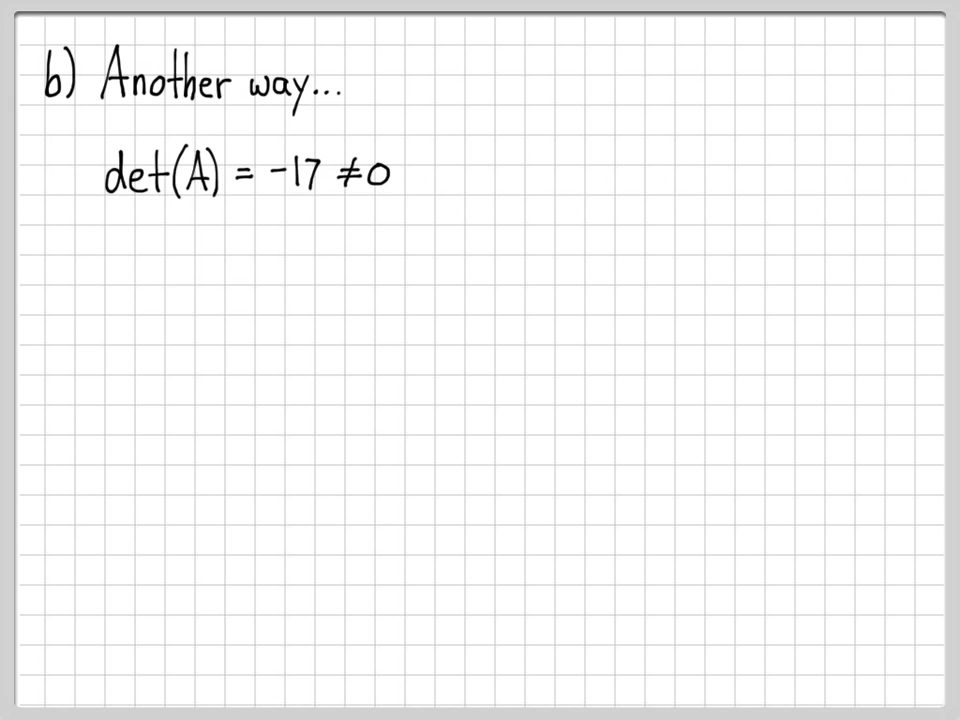 b) Another way...
det(A) = -17 ≠ 0